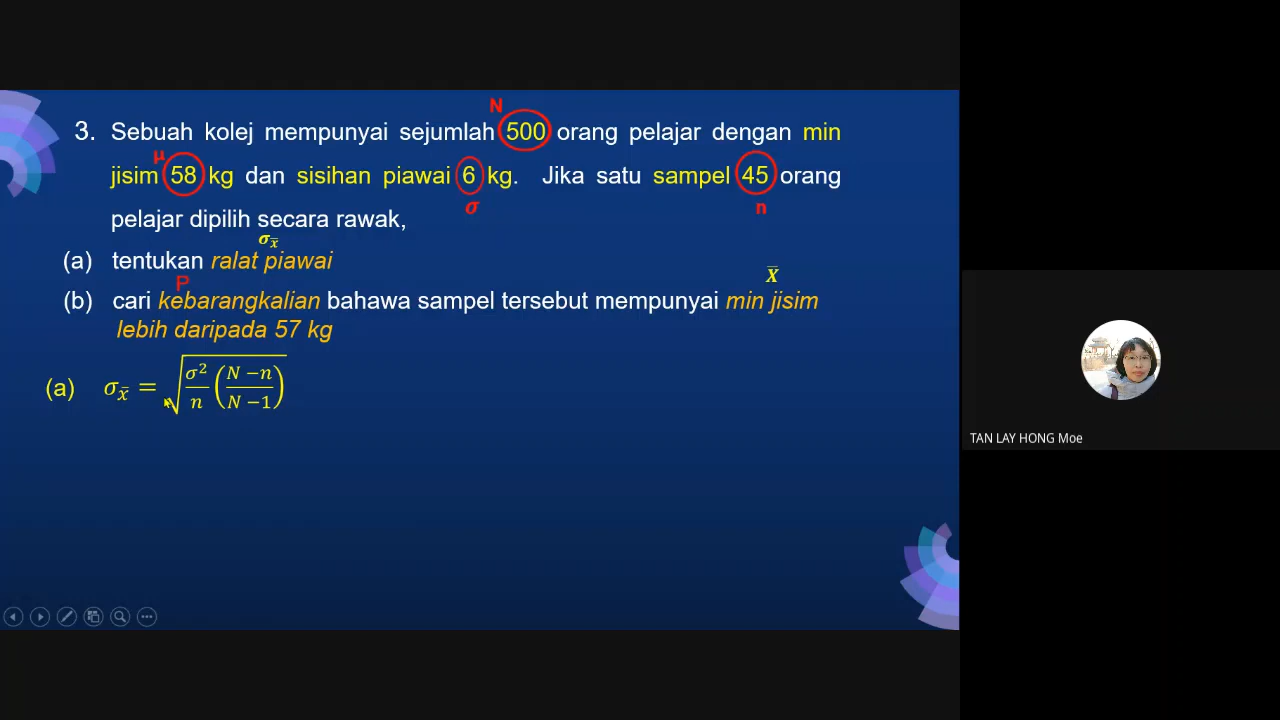 N
3. Sebuah kolej mempunyai sejumlah 500 orang pelajar dengan min
μ
jisim 58 kg dan sisihan piawai 6 kg. Jika satu sampel 45 orang
σ n
pelajar dipilih secara rawak,
σx̄
(a) tentukan ralat piawai
P X̄
(b) cari kebarangkalian bahawa sampel tersebut mempunyai min jisim
lebih daripada 57 kg
(a) σx̄ = √(σ²/n ((N −n)/(N −1)))
TAN LAY HONG Moe